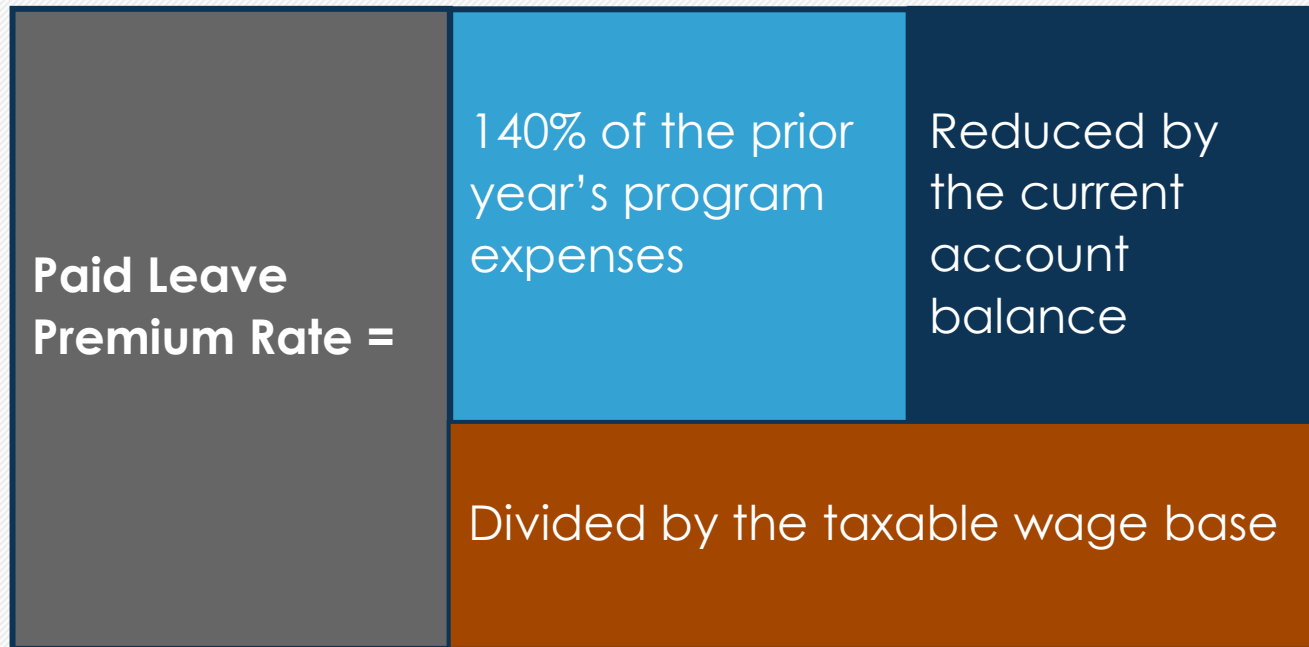 Paid Leave
Premium Rate =
140% of the prior
year’s program
expenses
Reduced by
the current
account
balance
Divided by the taxable wage base